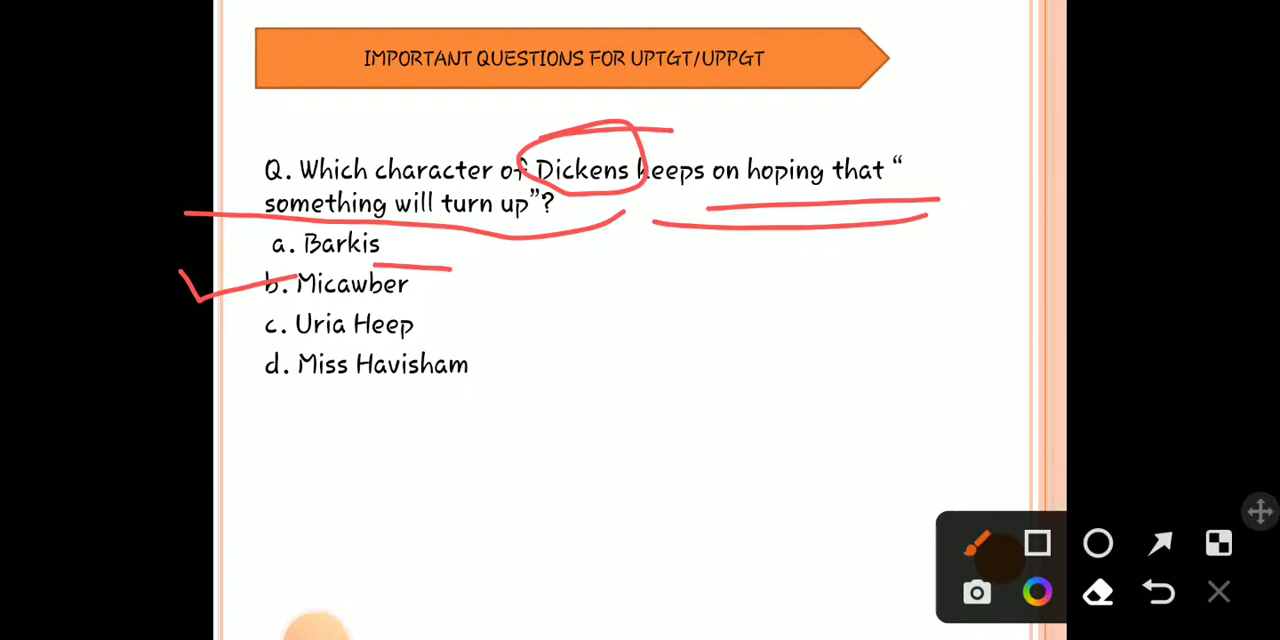 IMPORTANT QUESTIONS FOR UPTGT/UPPGT
Q. Which character of Dickens keeps on hoping that “
something will turn up”?
a. Barkis
b. Micawber
c. Uria Heep
d. Miss Havisham